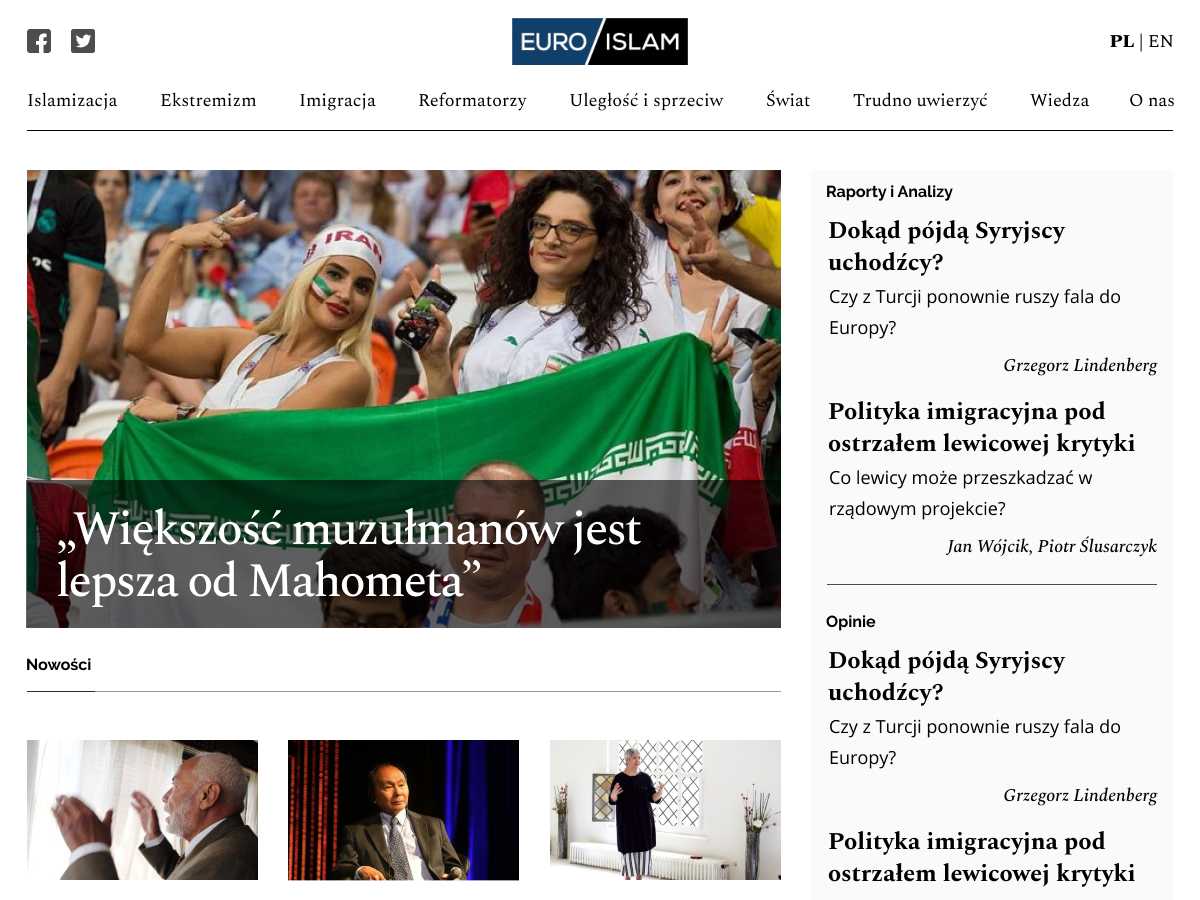 EURO/ISLAM
PL | EN
Islamizacja Ekstremizm Imigracja Reformatorzy Uległość i sprzeciw Świat Trudno uwierzyć Wiedza O nas
# IRAN
„Większość muzułmanów jest
lepsza od Mahometa”
Nowości
Raporty i Analizy
Dokąd pójdą Syryjscy
uchodźcy?
Czy z Turcji ponownie ruszy fala do
Europy?
Grzegorz Lindenberg
Polityka imigracyjna pod
ostrzałem lewicowej krytyki
Co lewicy może przeszkadzać w
rządowym projekcie?
Jan Wójcik, Piotr Ślusarczyk
Opinie
Dokąd pójdą Syryjscy
uchodźcy?
Czy z Turcji ponownie ruszy fala do
Europy?
Grzegorz Lindenberg
Polityka imigracyjna pod
ostrzałem lewicowej krytyki